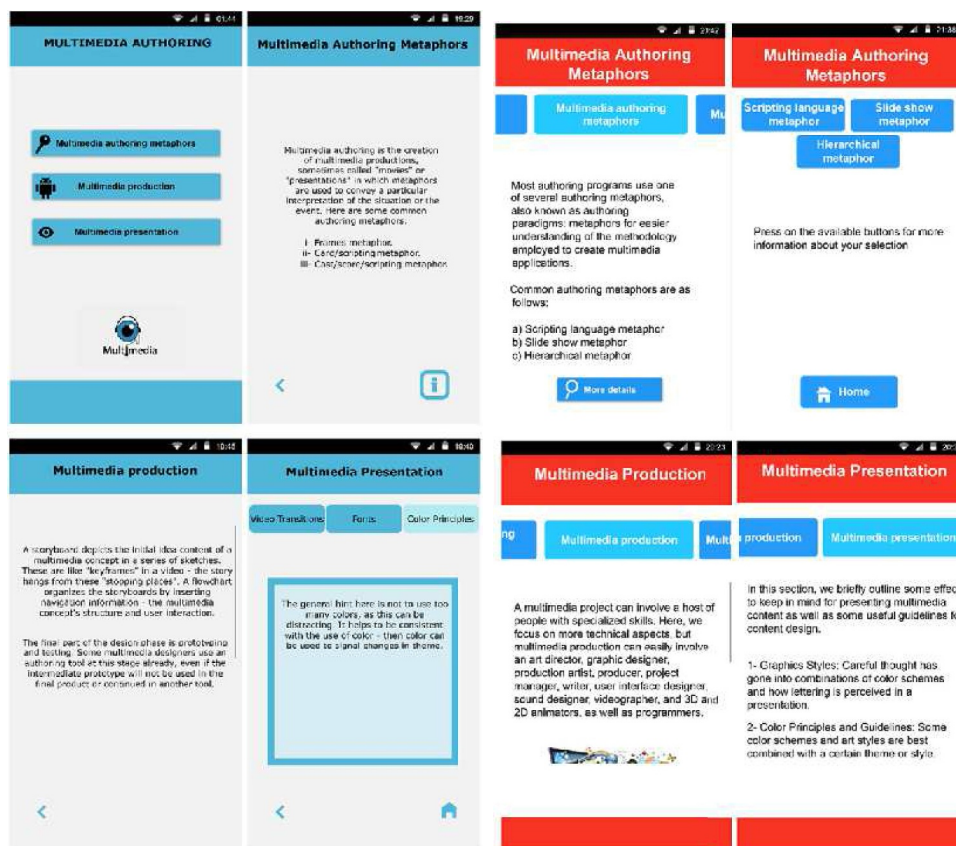 01:44
MULTIMEDIA AUTHORING
Multimedia authoring metaphors
Multimedia production
Multimedia presentation
Multimedia
19:29
Multimedia Authoring Metaphors
Multimedia authoring is the creation
of multimedia productions,
sometimes called "movies" or
"presentations" in which metaphors
are used to convey a particular
interpretation of the situation or the
event. Here are some common
authoring metaphors.
i- Frames metaphor.
ii- Card/scripting metaphor.
iii- Cast/score/scripting metaphor.
i
21:42
Multimedia Authoring
Metaphors
Multimedia authoring
metaphors
Mu
Most authoring programs use one
of several authoring metaphors,
also known as authoring
paradigms: metaphors for easier
understanding of the methodology
employed to create multimedia
applications.
Common authoring metaphors are as
follows:
a) Scripting language metaphor
b) Slide show metaphor
c) Hierarchical metaphor
More details
Multimedia Authoring
Metaphors
Scripting language
metaphor
Slide show
metaphor
Hierarchical
metaphor
Press on the available buttons for more
information about your selection
Home
Multimedia production
A storyboard depicts the initial idea content of a
multimedia concept in a series of sketches.
These are like "keyframes" in a video - the story
hangs from these "stopping places". A flowchart
organizes the storyboards by inserting
navigation information - the multimedia
concept's structure and user interaction.
The final part of the design phase is prototyping
and testing. Some multimedia designers use an
authoring tool at this stage already, even if the
intermediate prototype will not be used in the
final product or continued in another tool.
Multimedia Presentation
Video Transitions
Fonts
Color Principles
The general hint here is not to use too
many colors, as this can be
distracting. It helps to be consistent
with the use of color - then color can
be used to signal changes in theme.
20:23
Multimedia Production
ng
Multimedia production
Multi
A multimedia project can involve a host of
people with specialized skills. Here, we
focus on more technical aspects, but
multimedia production can easily involve
an art director, graphic designer,
production artist, producer, project
manager, writer, user interface designer,
sound designer, videographer, and 3D and
2D animators, as well as programmers.
Multimedia Presentation
production
Multimedia presentation
In this section, we briefly outline some effec
to keep in mind for presenting multimedia
content as well as some useful guidelines fo
content design.
1- Graphics Styles: Careful thought has
gone into combinations of color schemes
and how lettering is perceived in a
presentation.
2- Color Principles and Guidelines: Some
color schemes and art styles are best
combined with a certain theme or style.